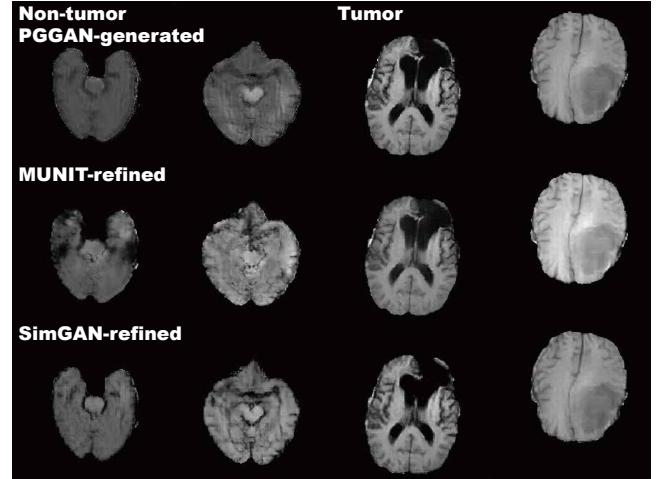 Non-tumor
PGGAN-generated
Tumor
MUNIT-refined
SimGAN-refined